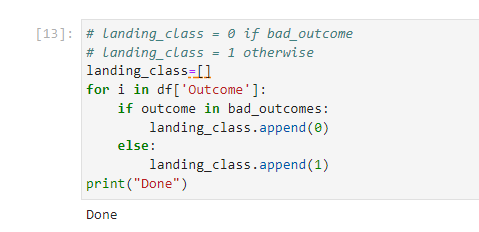 [13]: # landing_class = 0 if bad_outcome
# landing_class = 1 otherwise
landing_class=[]
for i in df['Outcome']:
    if outcome in bad_outcomes:
        landing_class.append(0)
    else:
        landing_class.append(1)
print("Done")
Done